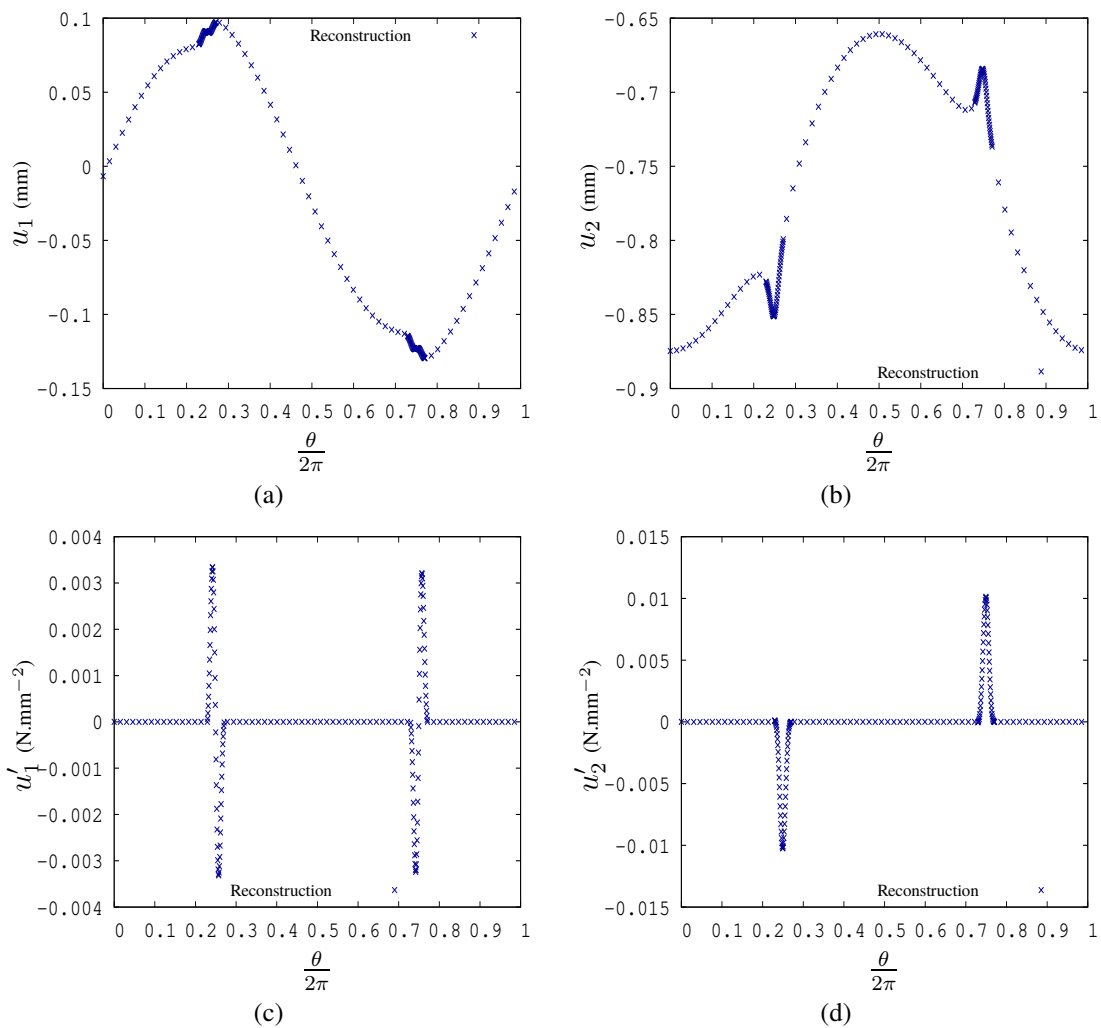 0.1
0.05
0
−0.05
−0.1
−0.15
u1 (mm)
Reconstruction
0 0.1 0.2 0.3 0.4 0.5 0.6 0.7 0.8 0.9 1
θ
2π
(a)
−0.65
−0.7
−0.75
−0.8
−0.85
−0.9
u2 (mm)
Reconstruction
0 0.1 0.2 0.3 0.4 0.5 0.6 0.7 0.8 0.9 1
θ
2π
(b)
0.004
0.003
0.002
0.001
0
−0.001
−0.002
−0.003
−0.004
u′1 (N.mm−2)
Reconstruction
0 0.1 0.2 0.3 0.4 0.5 0.6 0.7 0.8 0.9 1
θ
2π
(c)
0.015
0.01
0.005
0
−0.005
−0.01
−0.015
u′2 (N.mm−2)
Reconstruction
0 0.1 0.2 0.3 0.4 0.5 0.6 0.7 0.8 0.9 1
θ
2π
(d)